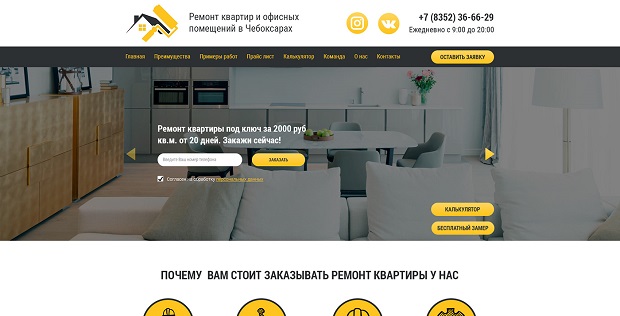 Ремонт квартир и офисных
помещений в Чебоксарах
+7 (8352) 36-66-29
Ежедневно с 9:00 до 20:00
Главная Преимущества Примеры работ Прайс лист Калькулятор Команда О нас Контакты
ОСТАВИТЬ ЗАЯВКУ
Ремонт квартиры под ключ за 2000 руб
кв.м. от 20 дней. Закажи сейчас!
Введите Ваш номер телефона
ЗАКАЗАТЬ
Согласен на обработку персональных данных
КАЛЬКУЛЯТОР
БЕСПЛАТНЫЙ ЗАМЕР
ПОЧЕМУ ВАМ СТОИТ ЗАКАЗЫВАТЬ РЕМОНТ КВАРТИРЫ У НАС